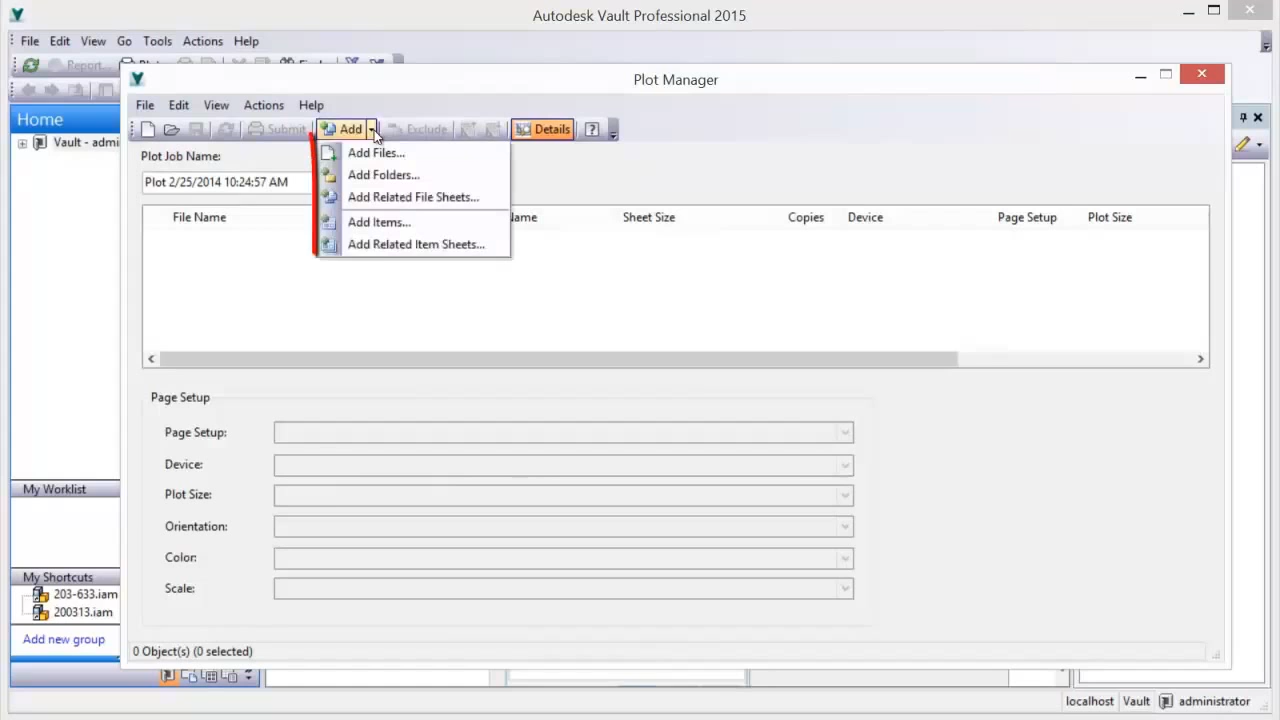 Autodesk Vault Professional 2015
File Edit View Go Tools Actions Help
Report...
Plot Manager
Home
Vault - admi
File Edit View Actions Help
Submit Add Exclude Details
Plot Job Name:
Plot 2/25/2014 10:24:57 AM
Add Files...
Add Folders...
Add Related File Sheets...
Add Items...
Add Related Item Sheets...
File Name Name Sheet Size Copies Device Page Setup Plot Size
Page Setup
Page Setup:
Device:
Plot Size:
Orientation:
Color:
Scale:
My Worklist
My Shortcuts
203-633.iam
200313.iam
Add new group
0 Object(s) (0 selected)
localhost Vault administrator